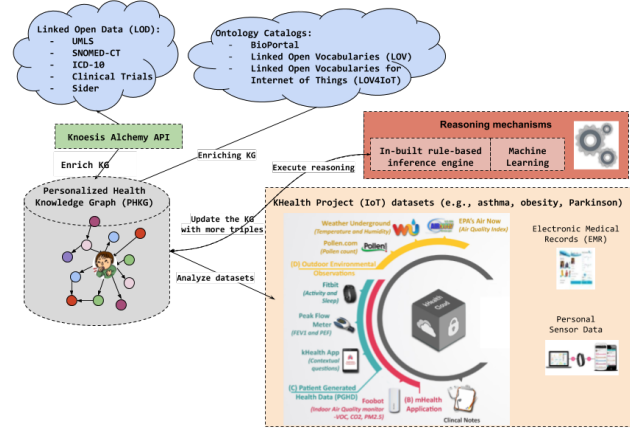 Linked Open Data (LOD):
- UMLS
- SNOMED-CT
- ICD-10
- Clinical Trials
- Sider
Ontology Catalogs:
- BioPortal
- Linked Open Vocabularies (LOV)
- Linked Open Vocabularies for
Internet of Things (LOV4IoT)
Knoesis Alchemy API
Enrich KG
Enriching KG
Reasoning mechanisms
In-built rule-based
inference engine
Machine
Learning
Execute reasoning
Personalized Health
Knowledge Graph (PHKG)
Update the KG
with more triples
Analyze datasets
KHealth Project (IoT) datasets (e.g., asthma, obesity, Parkinson)
Weather Underground
(Temperature and Humidity)
WU
EPA's Air Now
(Air Quality Index)
Pollen.com
(Pollen count)
Pollen
(D) Outdoor Environmental
Observations
Fitbit
(Activity and
Sleep)
Peak Flow
Meter
(FEV1 and PEF)
kHealth App
(Contextual
questions)
(C) Patient Generated
Health Data (PGHD)
Foobot
(Indoor Air Quality monitor
-VOC, CO2, PM2.5)
(B) mHealth
Application
Clincal Notes
kHealth
Cloud
Electronic Medical
Records (EMR)
Personal
Sensor Data